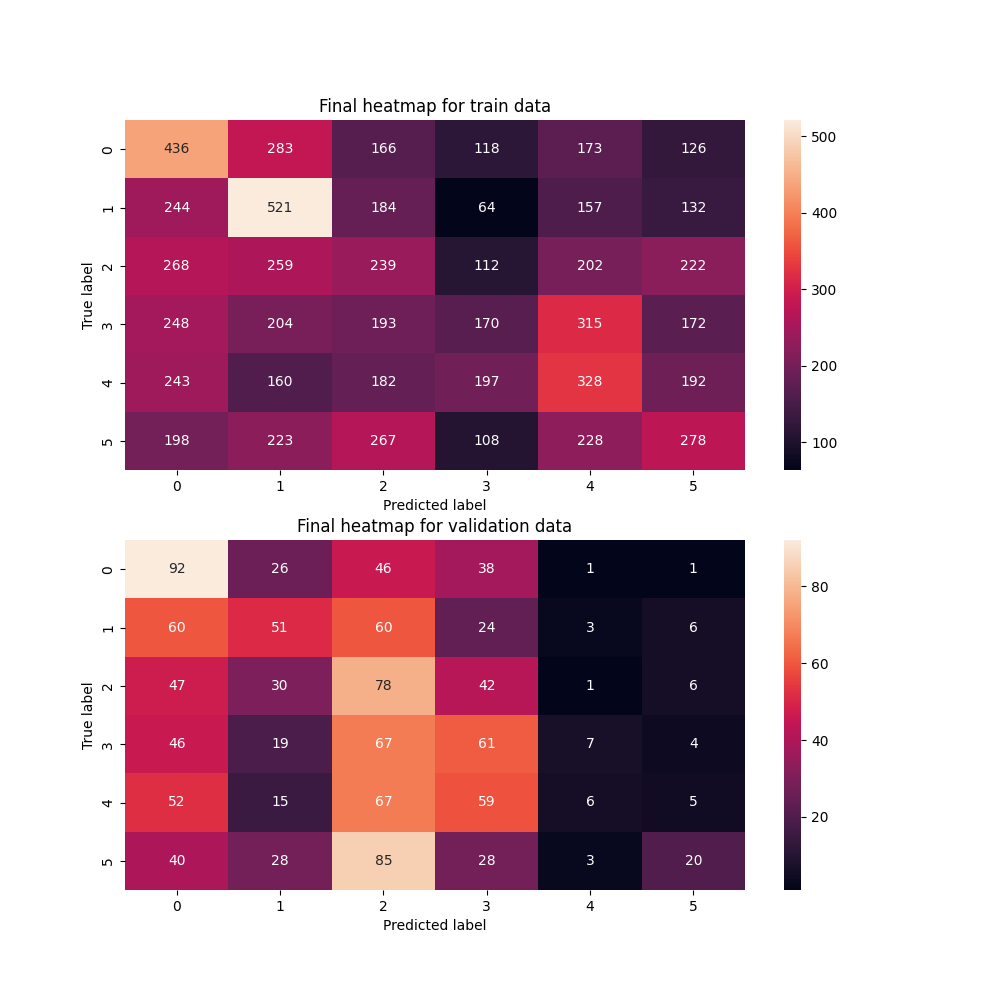 Final heatmap for train data
0 436 283 166 118 173 126
1 244 521 184 64 157 132
2 268 259 239 112 202 222
3 248 204 193 170 315 172
4 243 160 182 197 328 192
5 198 223 267 108 228 278
0 1 2 3 4 5
Predicted label
True label
500
400
300
200
100
Final heatmap for validation data
0 92 26 46 38 1 1
1 60 51 60 24 3 6
2 47 30 78 42 1 6
3 46 19 67 61 7 4
4 52 15 67 59 6 5
5 40 28 85 28 3 20
0 1 2 3 4 5
Predicted label
True label
80
60
40
20